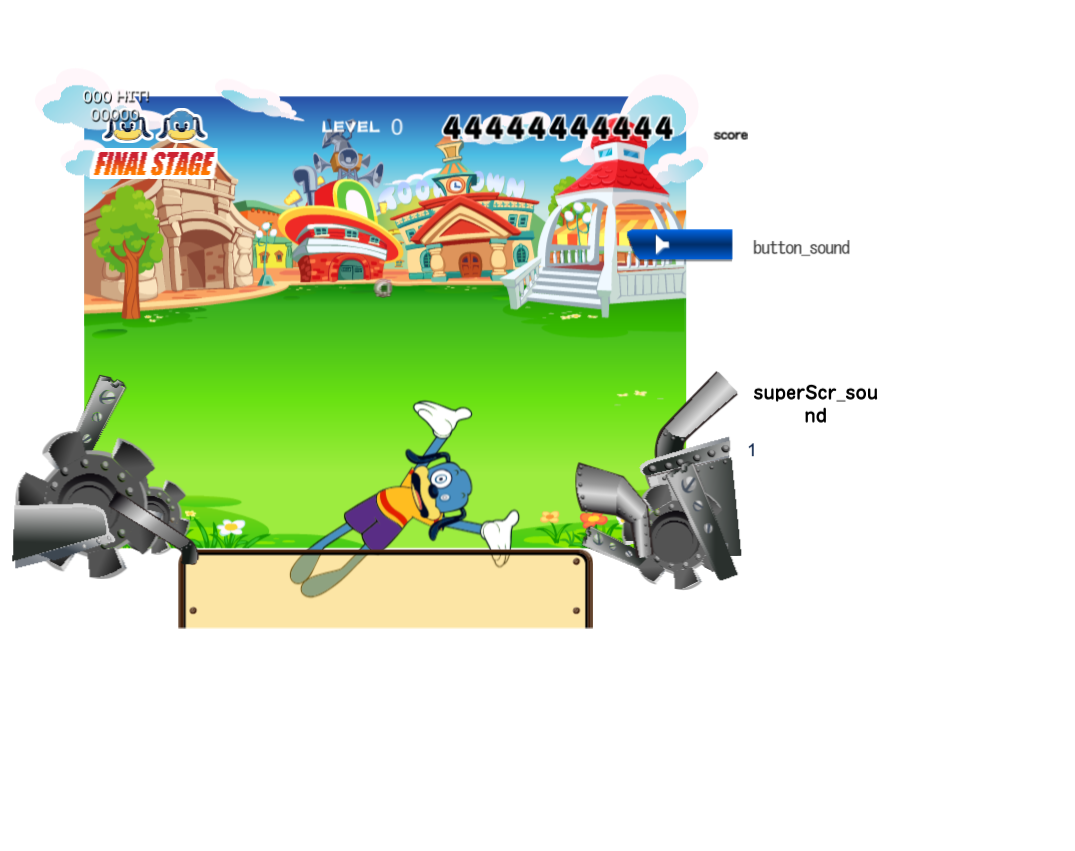 000 HIT!
00000
LEVEL 0
44444444444
score
FINAL STAGE
TOONTOWN
button_sound
superScr_sou
nd
1